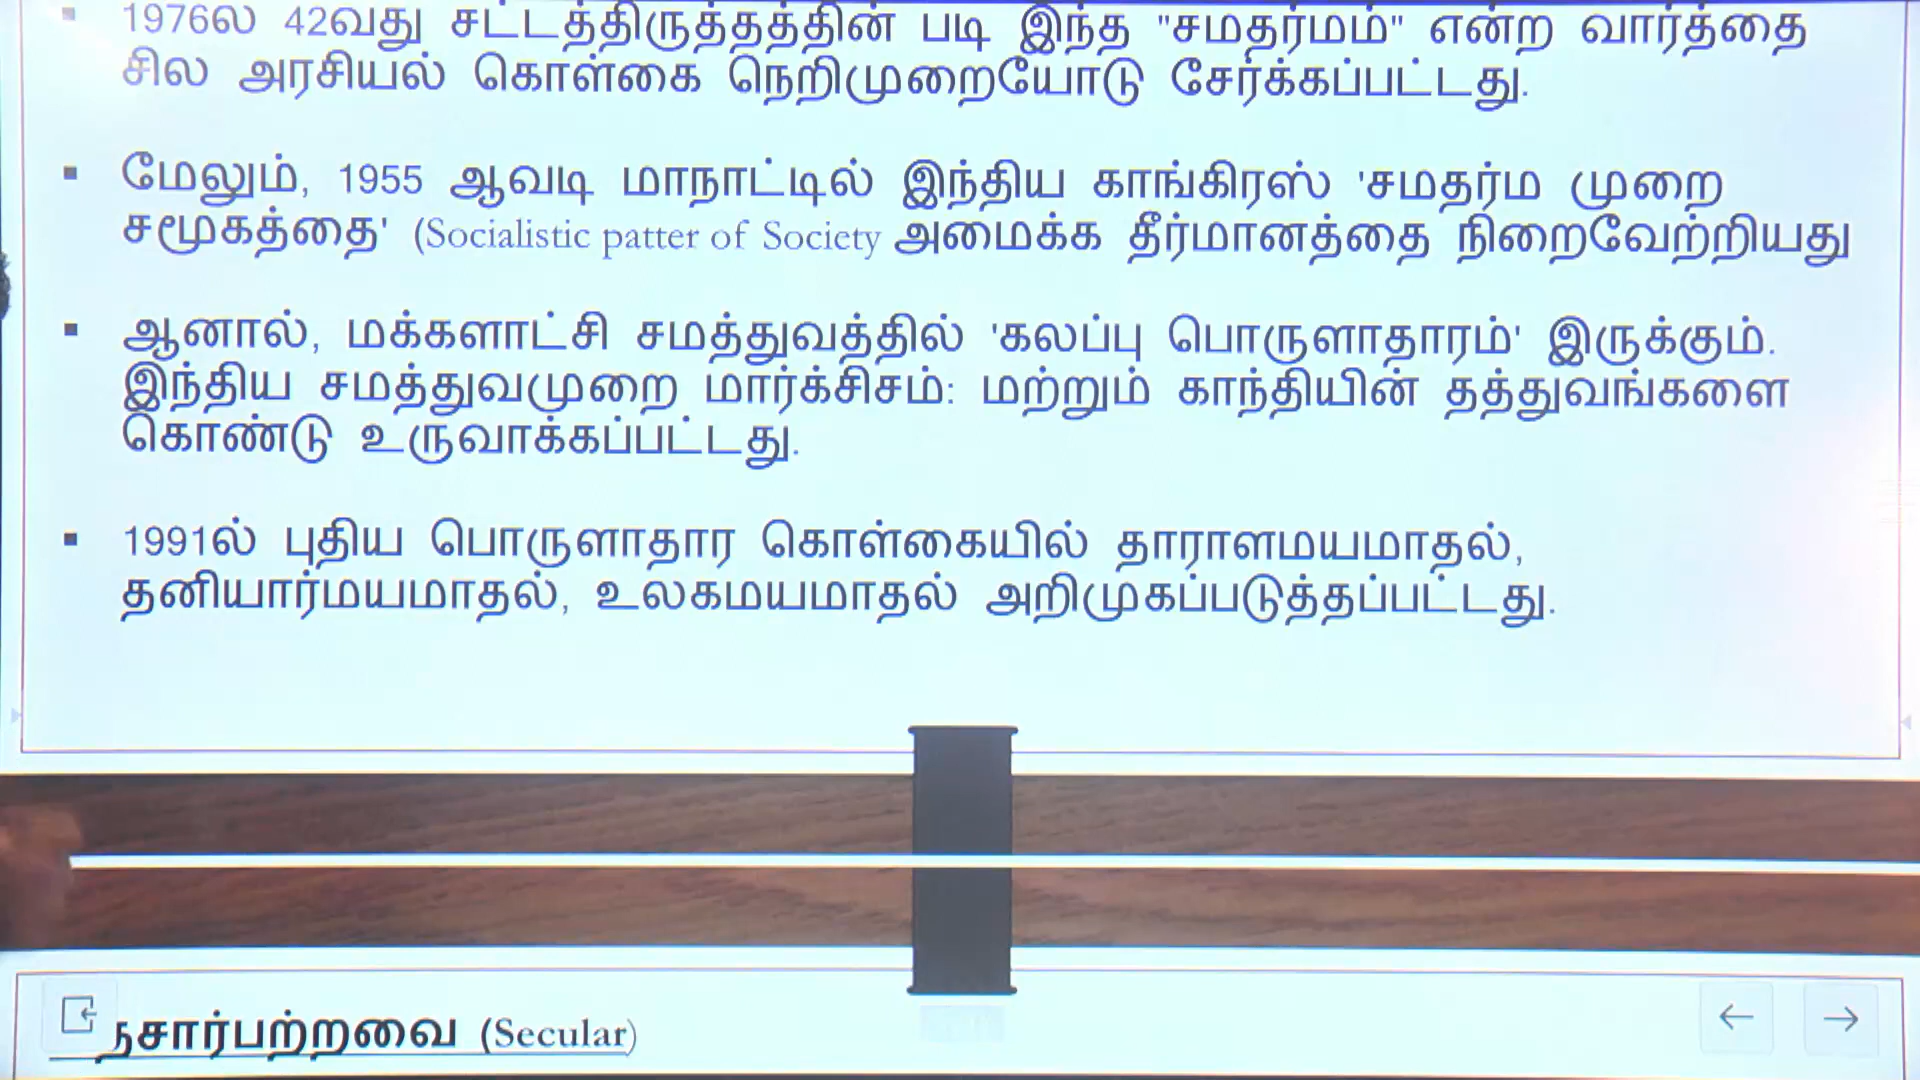 1976ல 42வது சட்டத்திருத்தத்தின் படி இந்த "சமதர்மம்" என்ற வார்த்தை
சில அரசியல் கொள்கை நெறிமுறையோடு சேர்க்கப்பட்டது.
மேலும், 1955 ஆவடி மாநாட்டில் இந்திய காங்கிரஸ் 'சமதர்ம முறை
சமூகத்தை' (Socialistic patter of Society அமைக்க தீர்மானத்தை நிறைவேற்றியது
ஆனால், மக்களாட்சி சமத்துவத்தில் 'கலப்பு பொருளாதாரம்' இருக்கும்.
இந்திய சமத்துவமுறை மார்க்சிசம்: மற்றும் காந்தியின் தத்துவங்களை
கொண்டு உருவாக்கப்பட்டது.
1991ல் புதிய பொருளாதார கொள்கையில் தாராளமயமாதல்,
தனியார்மயமாதல், உலகமயமாதல் அறிமுகப்படுத்தப்பட்டது.
(Secular)